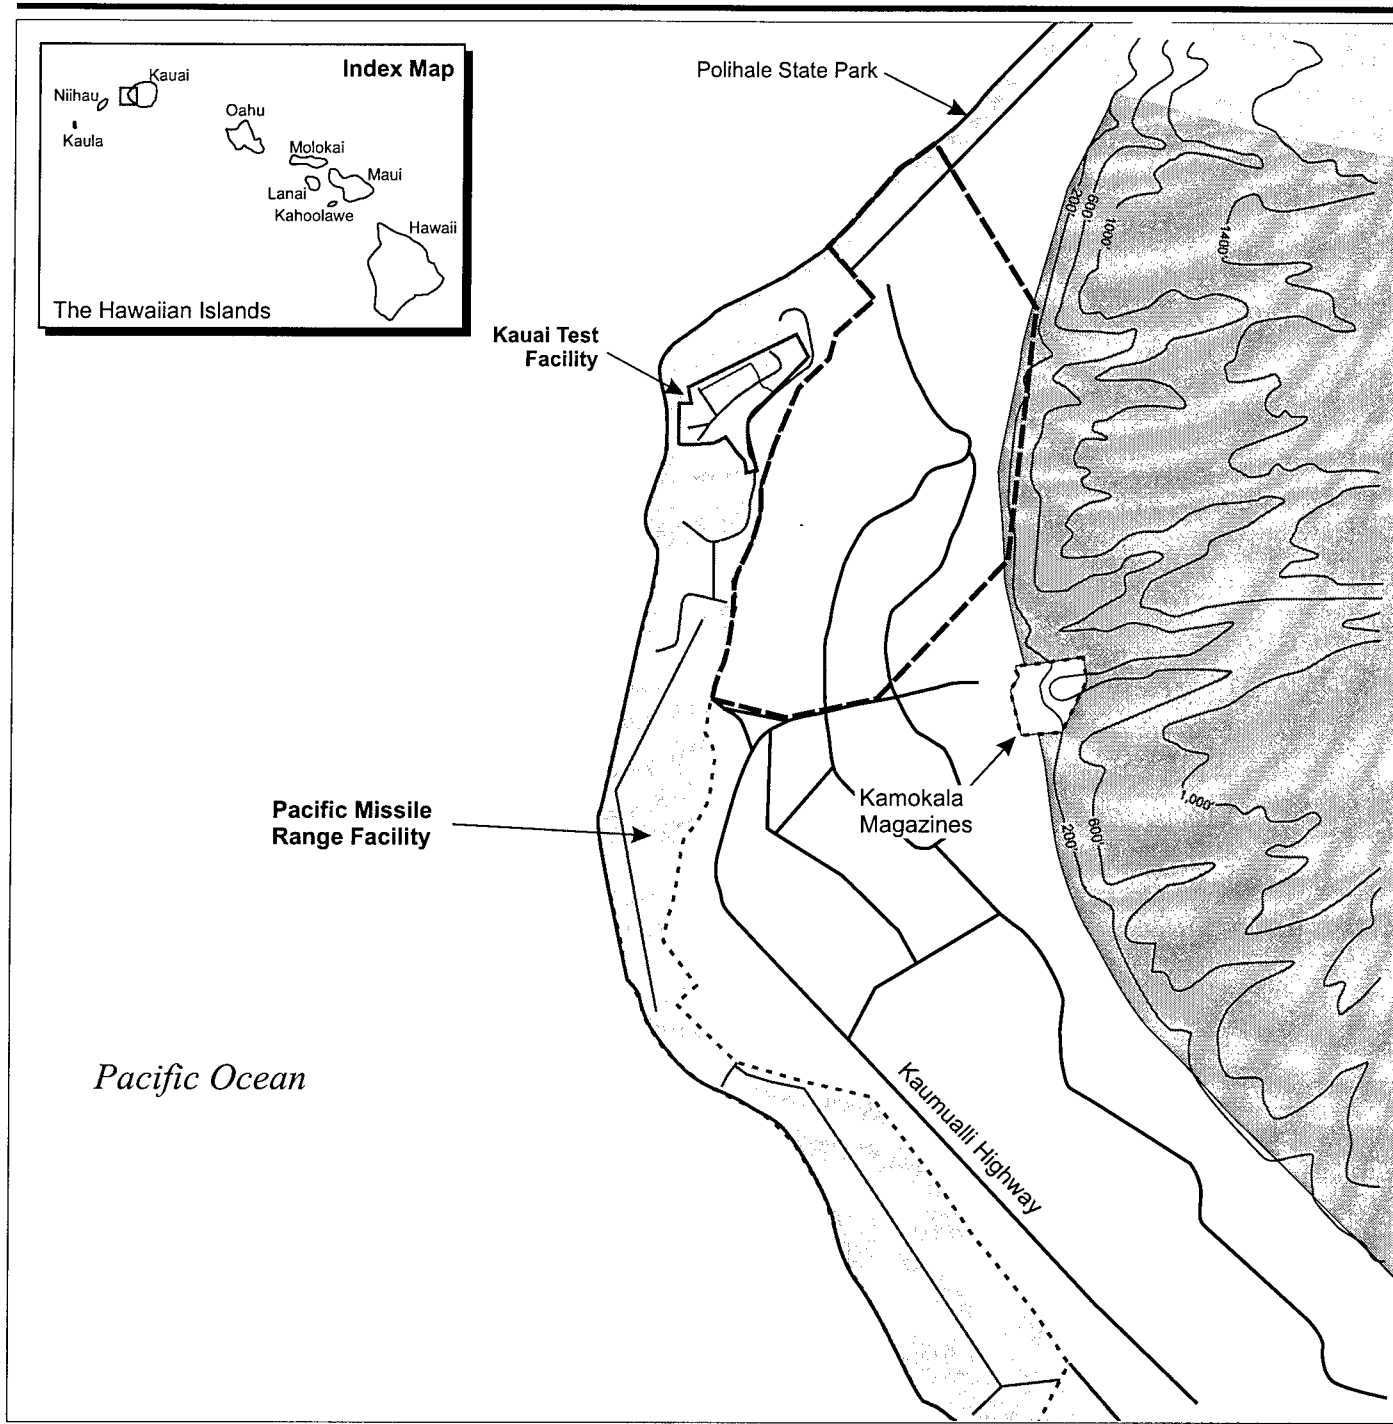 Index Map
Kauai
Niihau
Kaula
Oahu
Molokai
Maui
Lanai
Kahoolawe
Hawaii
The Hawaiian Islands
Polihale State Park
Kauai Test
Facility
200'
600'
1000'
1400'
Pacific Missile
Range Facility
Kamokala
Magazines
1,000'
200'
600'
Pacific Ocean
Kaumualli Highway